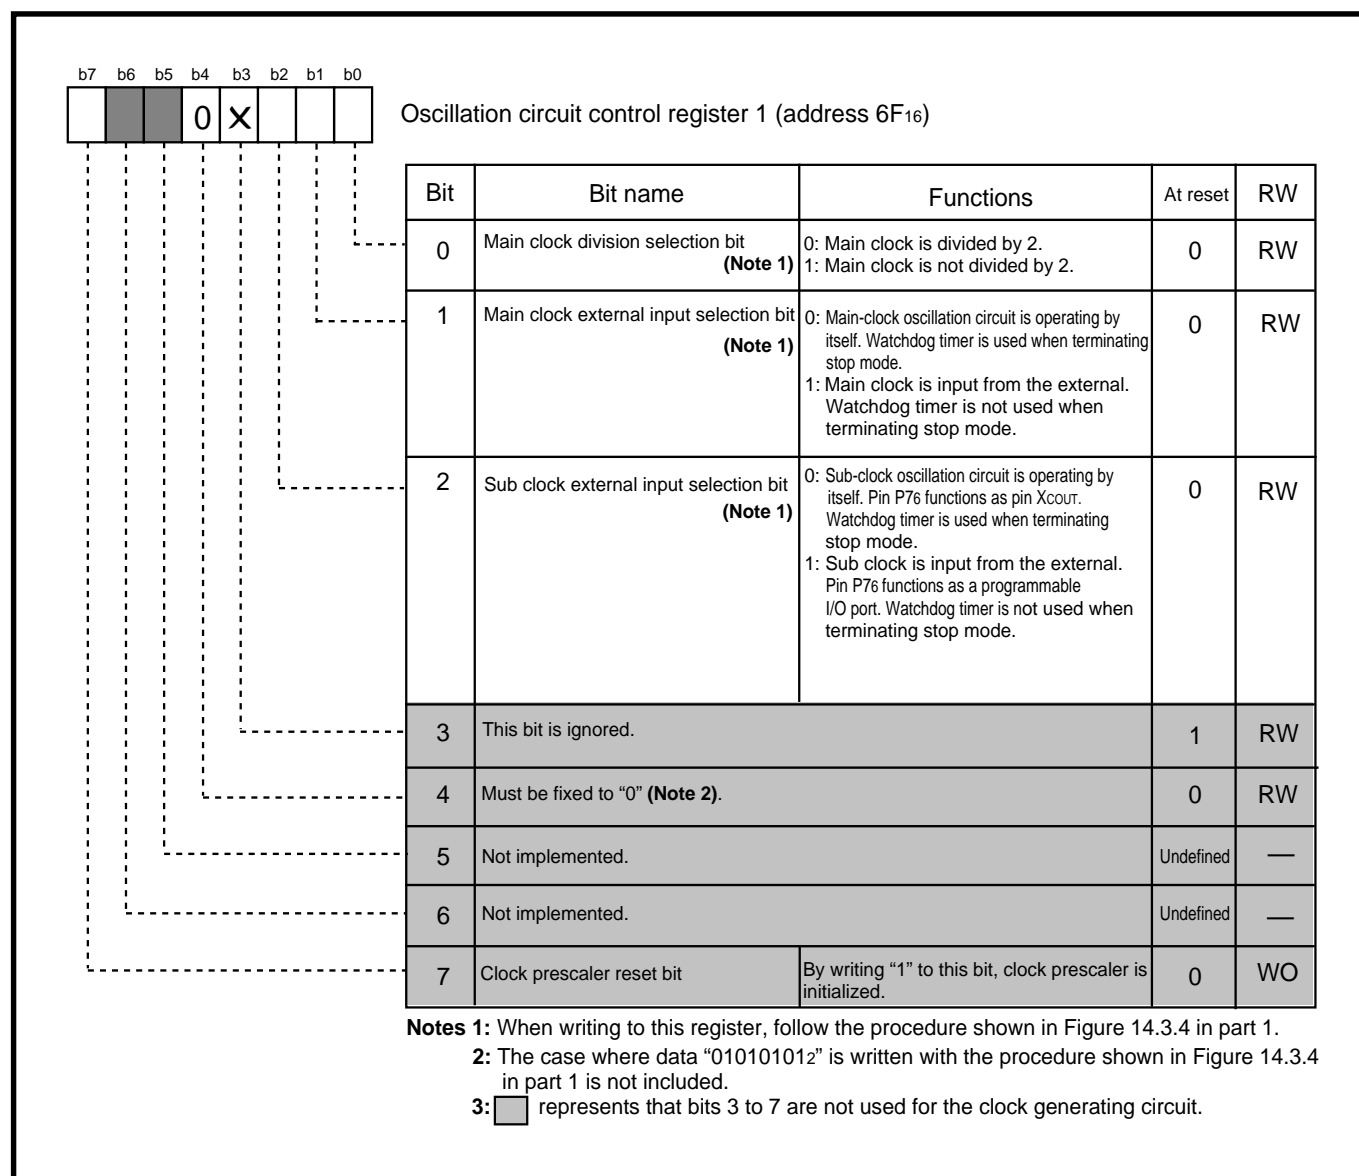 b7 b6 b5 b4 b3 b2 b1 b0
0 X
Oscillation circuit control register 1 (address 6F16)
Bit Bit name Functions At reset RW
0 Main clock division selection bit (Note 1) 0: Main clock is divided by 2. 0 RW
1: Main clock is not divided by 2.
1 Main clock external input selection bit (Note 1) 0: Main-clock oscillation circuit is operating by 0 RW
itself. Watchdog timer is used when terminating
stop mode.
1: Main clock is input from the external.
Watchdog timer is not used when
terminating stop mode.
2 Sub clock external input selection bit (Note 1) 0: Sub-clock oscillation circuit is operating by 0 RW
itself. Pin P76 functions as pin XCOUT.
Watchdog timer is used when terminating
stop mode.
1: Sub clock is input from the external.
Pin P76 functions as a programmable
I/O port. Watchdog timer is not used when
terminating stop mode.
3 This bit is ignored. 1 RW
4 Must be fixed to “0” (Note 2). 0 RW
5 Not implemented. Undefined —
6 Not implemented. Undefined —
7 Clock prescaler reset bit By writing “1” to this bit, clock prescaler is 0 WO
initialized.
Notes 1: When writing to this register, follow the procedure shown in Figure 14.3.4 in part 1.
2: The case where data “010101012” is written with the procedure shown in Figure 14.3.4
in part 1 is not included.
3: represents that bits 3 to 7 are not used for the clock generating circuit.